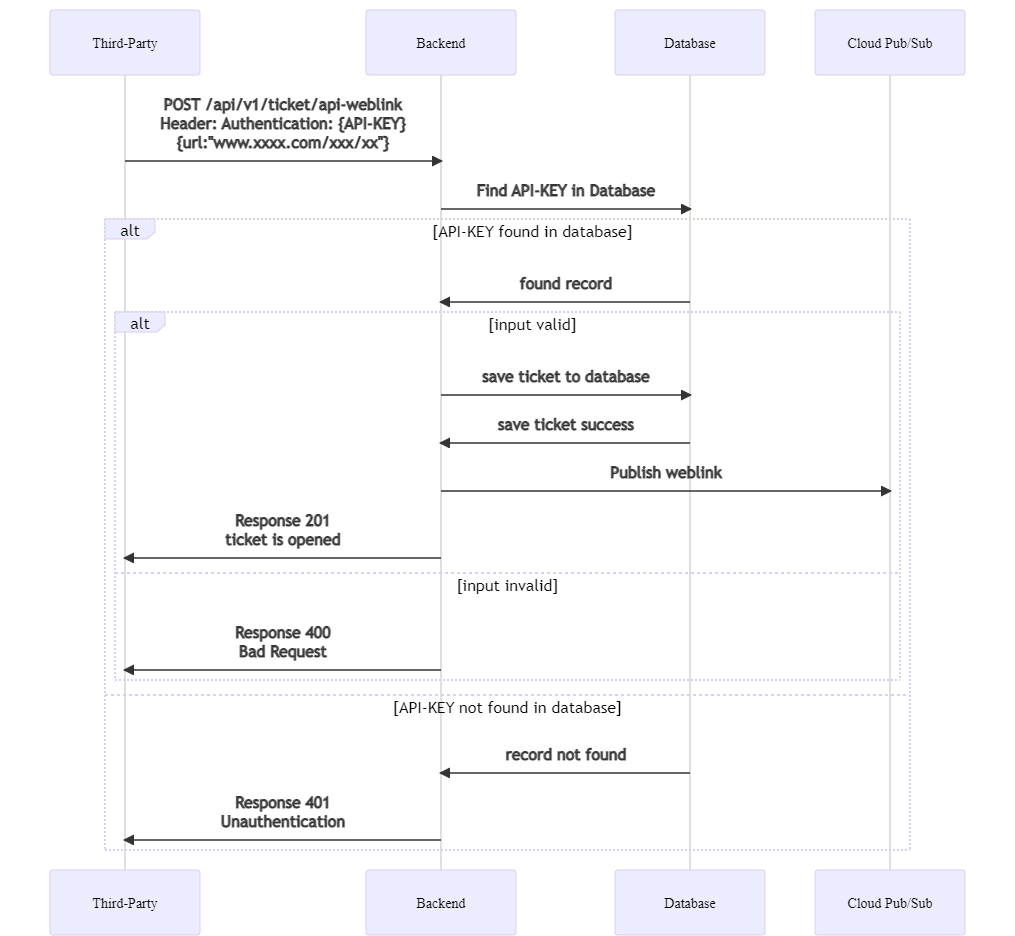 Third-Party
Backend
Database
Cloud Pub/Sub
POST /api/v1/ticket/api-weblink
Header: Authentication: {API-KEY}
{url:"www.xxxx.com/xxx/xx"}
Find API-KEY in Database
alt
[API-KEY found in database]
found record
alt
[input valid]
save ticket to database
save ticket success
Publish weblink
Response 201
ticket is opened
[input invalid]
Response 400
Bad Request
[API-KEY not found in database]
record not found
Response 401
Unauthentication
Third-Party
Backend
Database
Cloud Pub/Sub